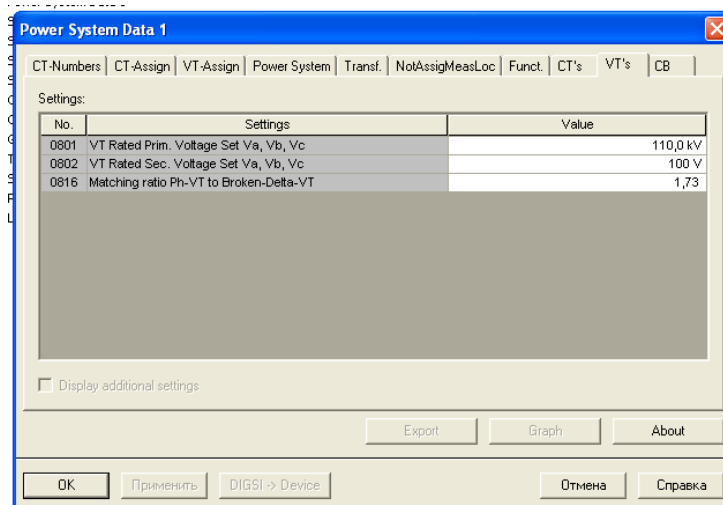 Power System Data 1
CT-Numbers CT-Assign VT-Assign Power System Transf. NotAssigMeasLoc Funct. CT's VT's CB
Settings:
No. Settings Value
0801 VT Rated Prim. Voltage Set Va, Vb, Vc 110,0 kV
0802 VT Rated Sec. Voltage Set Va, Vb, Vc 100 V
0816 Matching ratio Ph-VT to Broken-Delta-VT 1,73
Display additional settings
Export Graph About
OK Применить DIGSI -> Device Отмена Справка